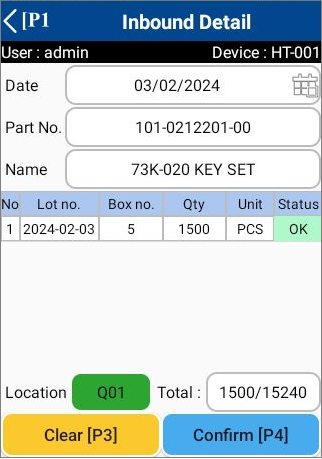 [P1 Inbound Detail
User : admin Device : HT-001
Date 03/02/2024
Part No. 101-0212201-00
Name 73K-020 KEY SET
No Lot no. Box no. Qty Unit Status
1 2024-02-03 5 1500 PCS OK
Location Q01 Total : 1500/15240
Clear [P3] Confirm [P4]